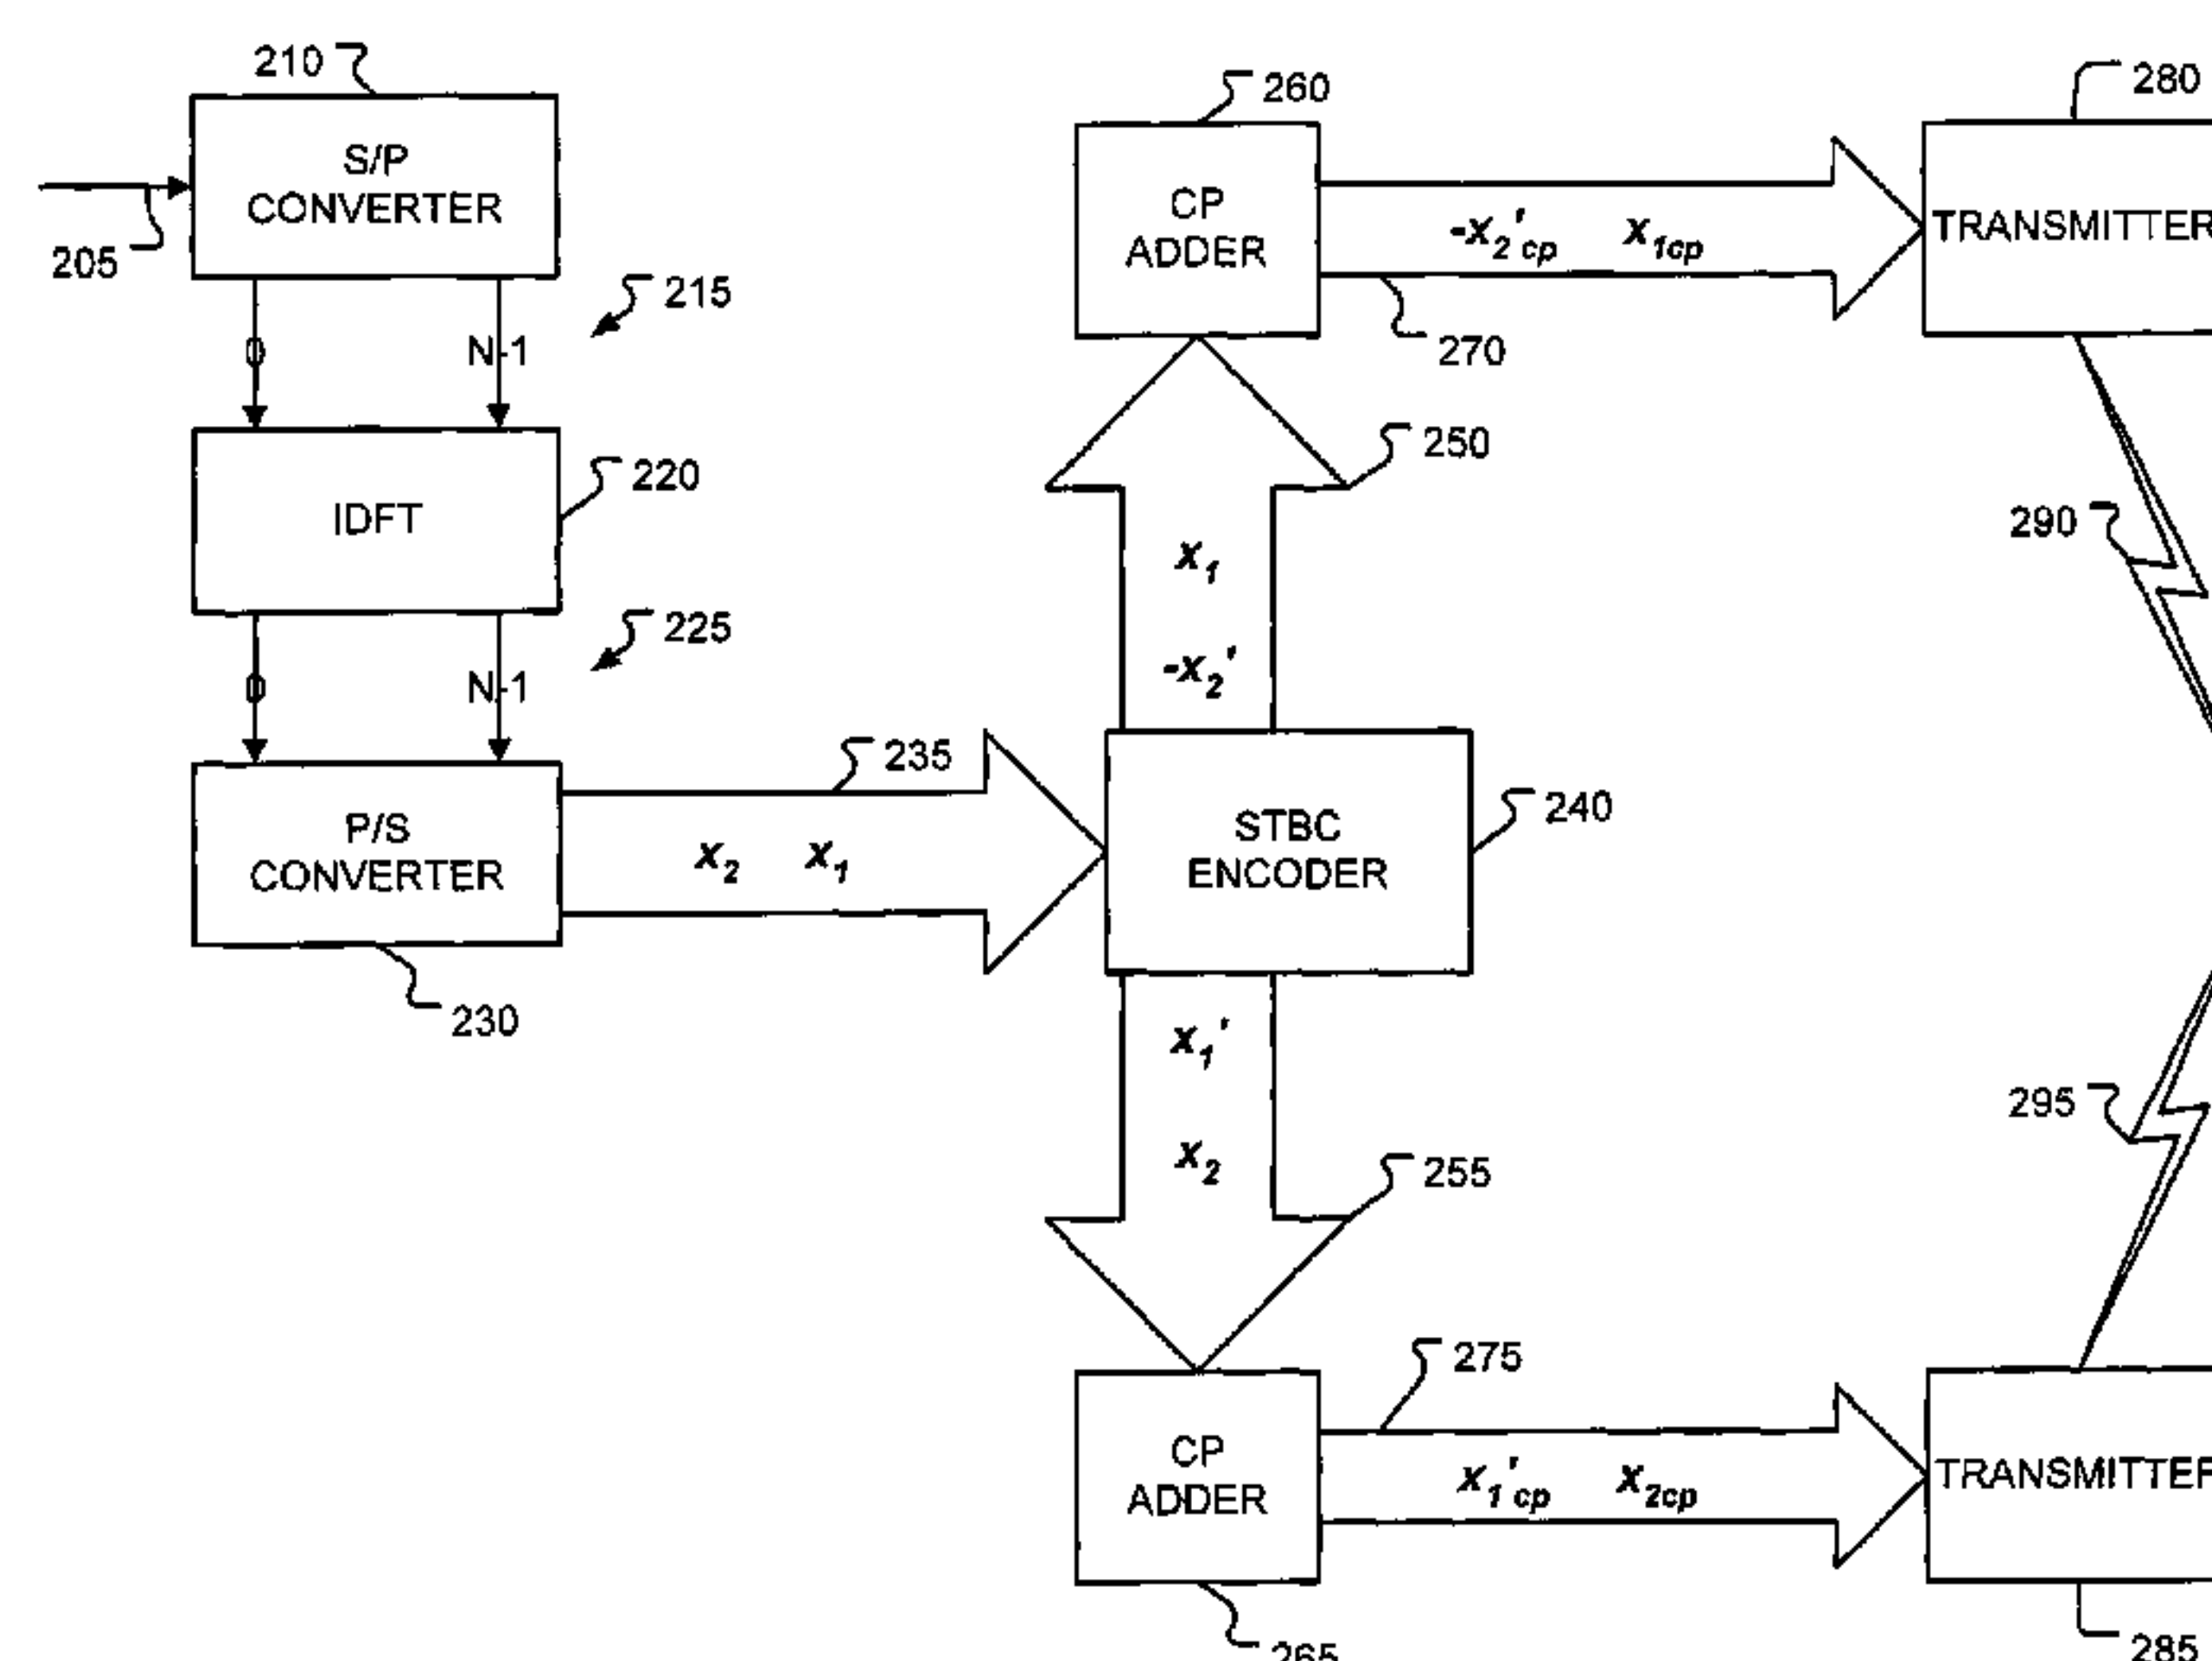 210
S/P
CONVERTER
205
215
0
N-1
IDFT
220
225
0
N-1
P/S
CONVERTER
230
235
x2 x1
STBC
ENCODER
240
260
CP
ADDER
-x2'cp x1cp
270
280
TRANSMITTER
250
x1
-x2'
290
x1'
x2
255
295
275
CP
ADDER
x1'cp x2cp
TRANSMITTER
265
285